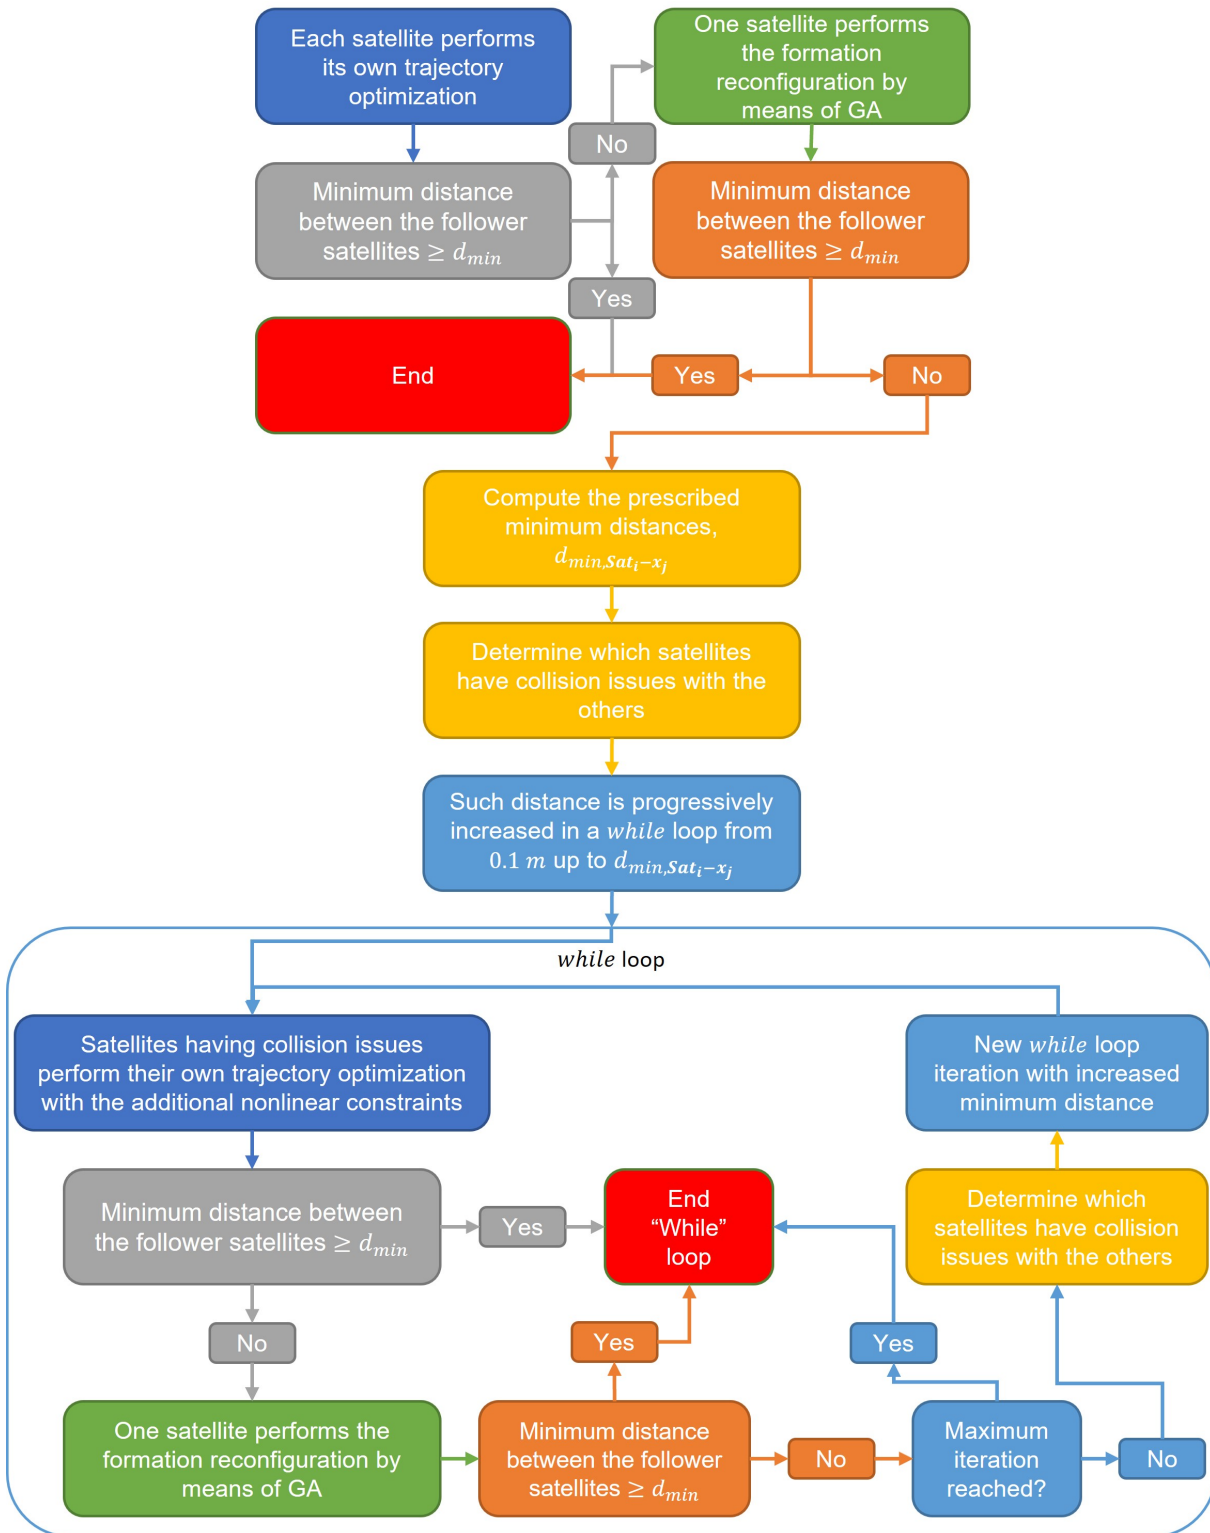 Each satellite performs
its own trajectory
optimization
One satellite performs
the formation
reconfiguration by
means of GA
No
Minimum distance
between the follower
satellites ≥ d_min
Minimum distance
between the follower
satellites ≥ d_min
Yes
End
Yes
No
Compute the prescribed
minimum distances,
d_min,Sat_i−x_j
Determine which satellites
have collision issues with the
others
Such distance is progressively
increased in a while loop from
0.1 m up to d_min,Sat_i−x_j
while loop
Satellites having collision issues
perform their own trajectory optimization
with the additional nonlinear constraints
New while loop
iteration with increased
minimum distance
Minimum distance between
the follower satellites ≥ d_min
Yes
End
“While”
loop
Determine which
satellites have collision
issues with the others
No
Yes
Yes
One satellite performs the
formation reconfiguration by
means of GA
Minimum distance
between the follower
satellites ≥ d_min
No
Maximum
iteration
reached?
No